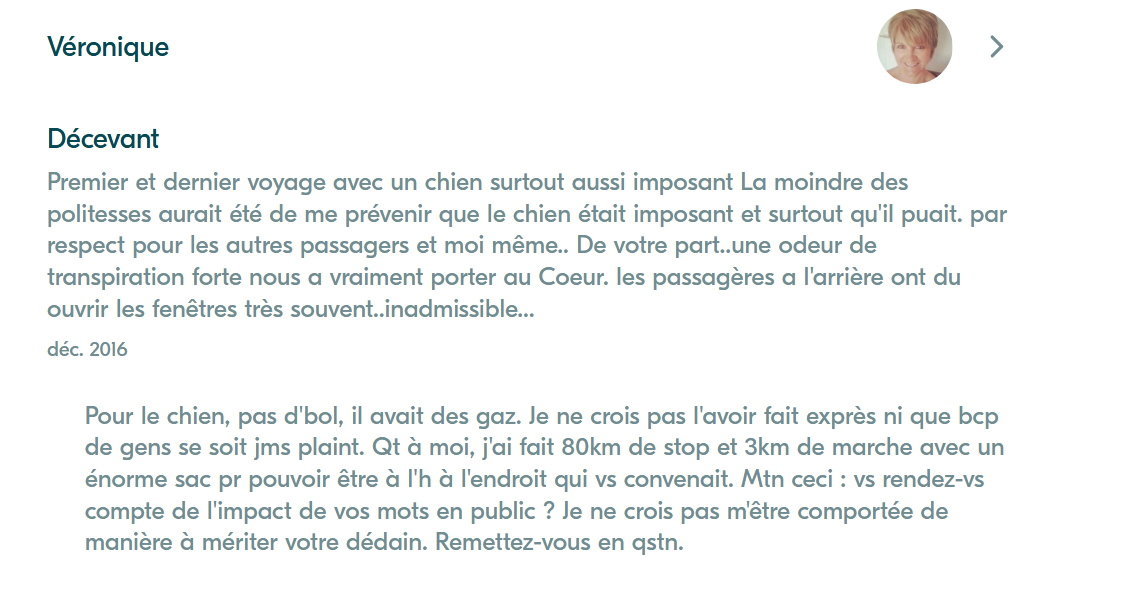 Véronique
Décevant
Premier et dernier voyage avec un chien surtout aussi imposant La moindre des
politesses aurait été de me prévenir que le chien était imposant et surtout qu'il puait. par
respect pour les autres passagers et moi même.. De votre part..une odeur de
transpiration forte nous a vraiment porter au Coeur. les passagères a l'arrière ont du
ouvrir les fenêtres très souvent..inadmissible...
déc. 2016
Pour le chien, pas d'bol, il avait des gaz. Je ne crois pas l'avoir fait exprès ni que bcp
de gens se soit jms plaint. Qt à moi, j'ai fait 80km de stop et 3km de marche avec un
énorme sac pr pouvoir être à l'h à l'endroit qui vs convenait. Mtn ceci : vs rendez-vs
compte de l'impact de vos mots en public ? Je ne crois pas m'être comportée de
manière à mériter votre dédain. Remettez-vous en qstn.